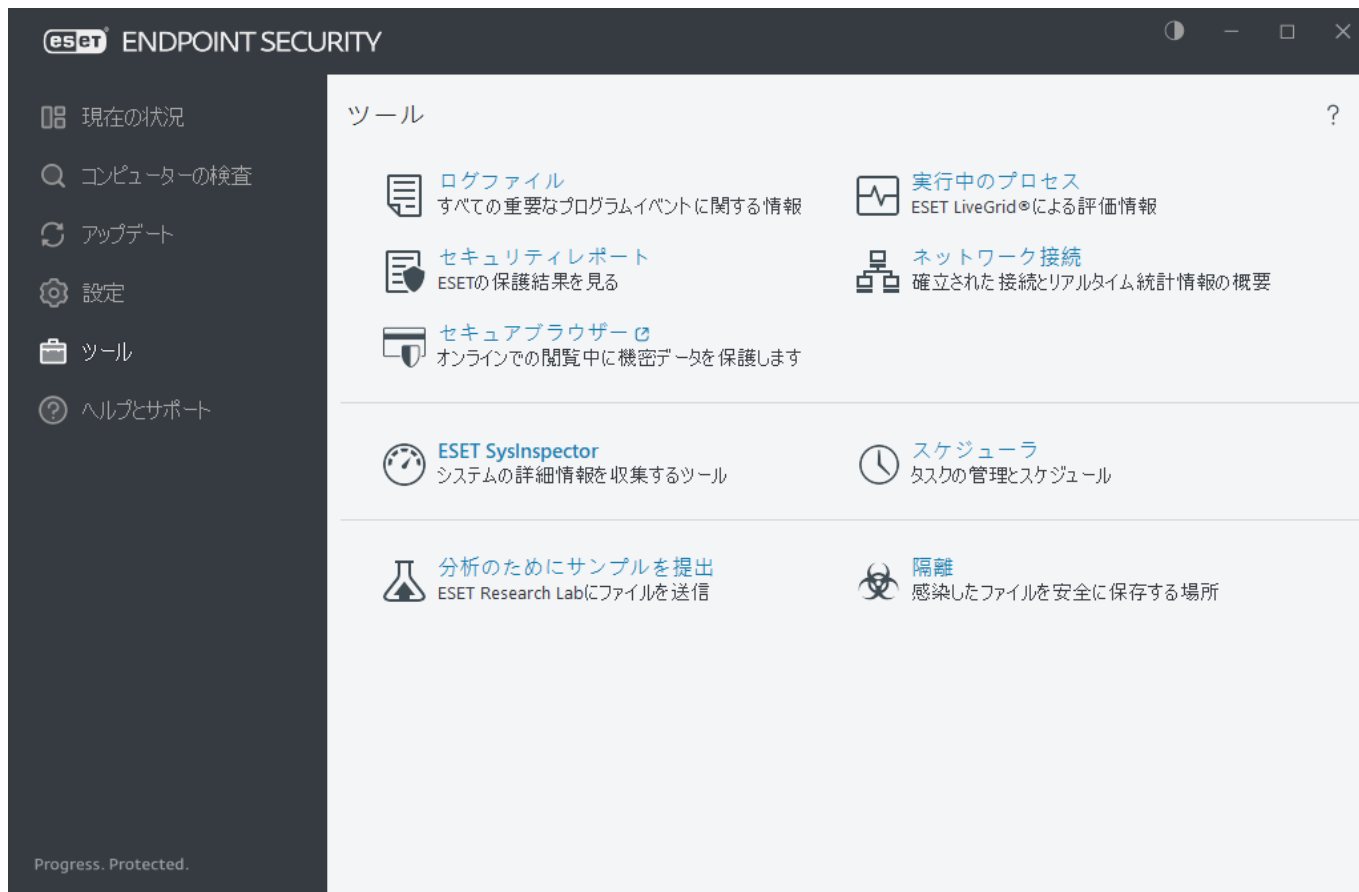 eset ENDPOINT SECURITY
現在の状況
コンピューターの検査
アップデート
設定
ツール
ヘルプとサポート
Progress. Protected.
ツール
?
ログファイル
すべての重要なプログラムイベントに関する情報
実行中のプロセス
ESET LiveGrid®による評価情報
セキュリティレポート
ESETの保護結果を見る
ネットワーク接続
確立された接続とリアルタイム統計情報の概要
セキュアブラウザー
オンラインでの閲覧中に機密データを保護します
ESET SysInspector
システムの詳細情報を収集するツール
スケジューラ
タスクの管理とスケジュール
分析のためにサンプルを提出
ESET Research Labにファイルを送信
隔離
感染したファイルを安全に保存する場所